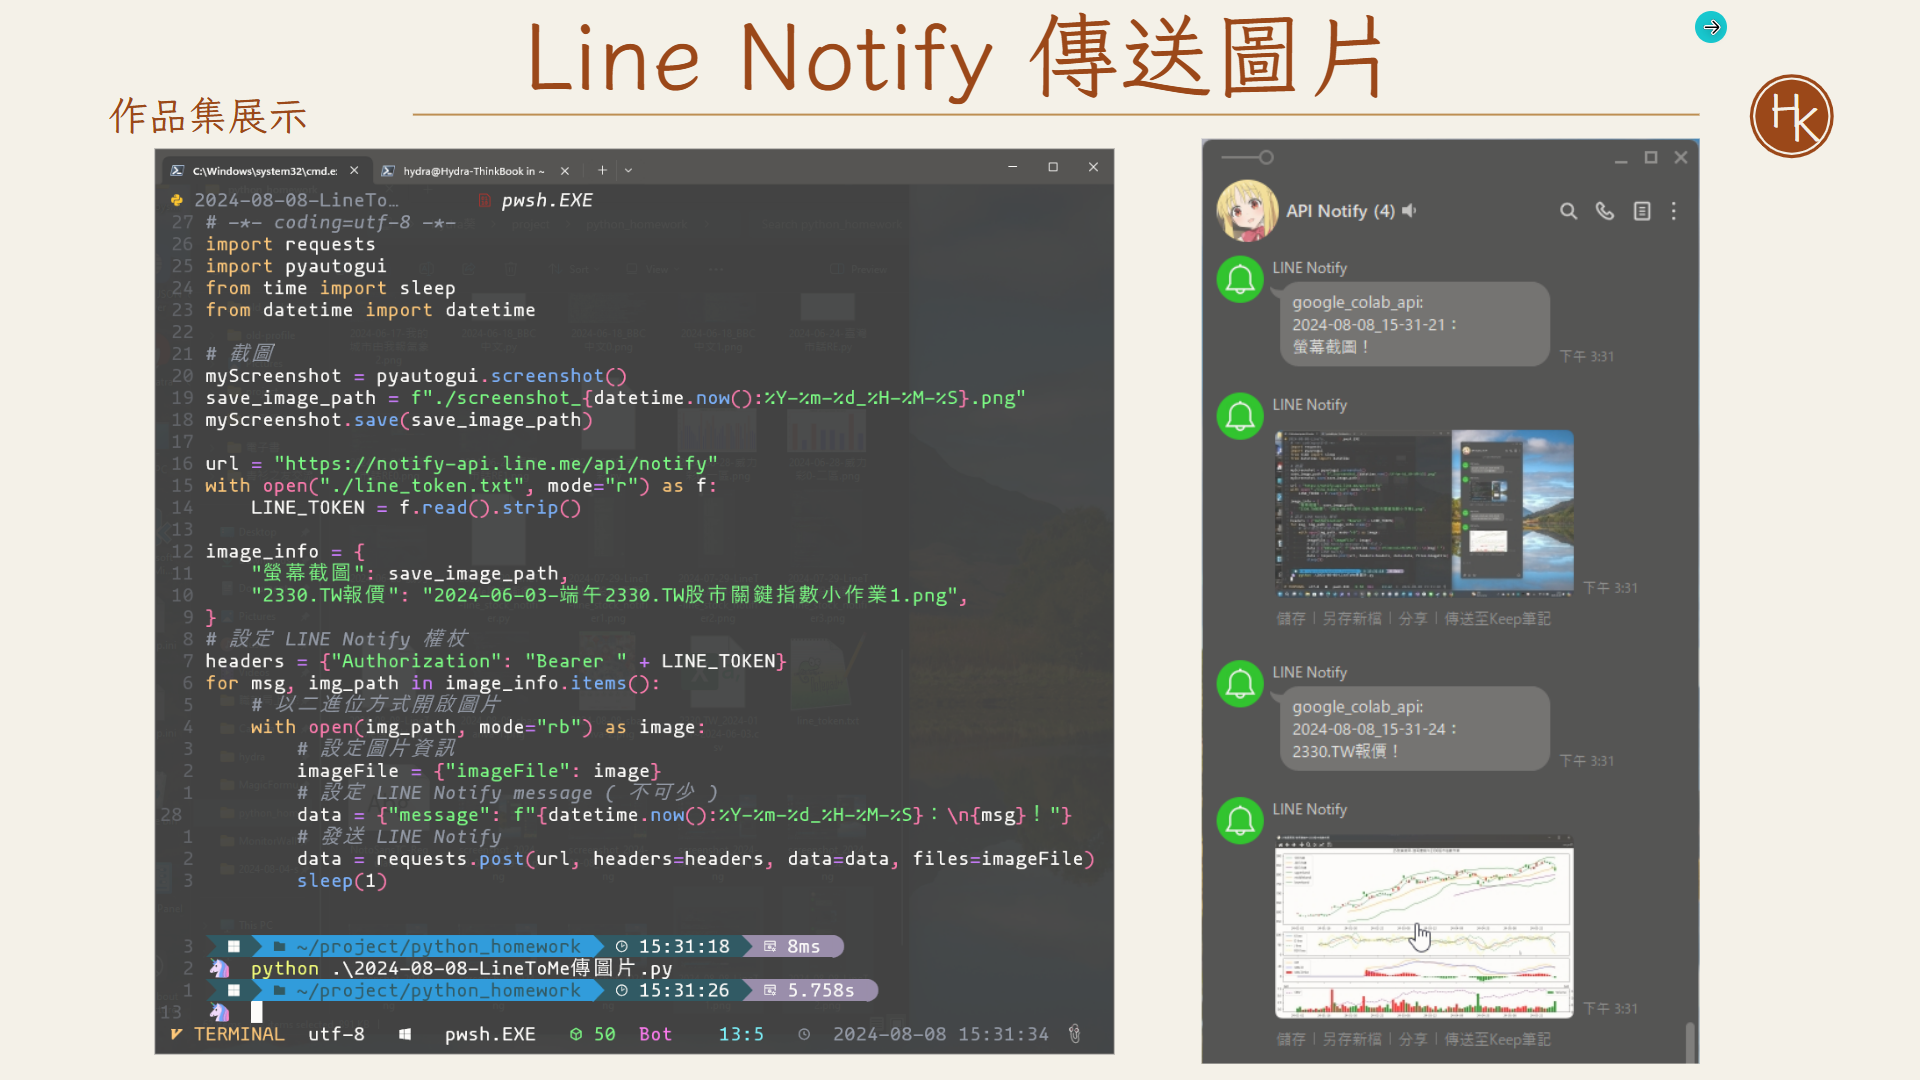 Line Notify 傳送圖片
作品集展示
HK
C:\Windows\system32\cmd.e:
hydra@Hydra-ThinkBook in ~
2024-08-08-LineTo…
pwsh.EXE
27 # -*- coding=utf-8 -*-
26 import requests
25 import pyautogui
24 from time import sleep
23 from datetime import datetime
22
21 # 截圖
20 myScreenshot = pyautogui.screenshot()
19 save_image_path = f"./screenshot_{datetime.now():%Y-%m-%d_%H-%M-%S}.png"
18 myScreenshot.save(save_image_path)
17
16 url = "https://notify-api.line.me/api/notify"
15 with open("./line_token.txt", mode="r") as f:
14 LINE_TOKEN = f.read().strip()
13
12 image_info = {
11 "螢幕截圖": save_image_path,
10 "2330.TW報價": "2024-06-03-端午2330.TW股市關鍵指數小作業1.png",
9 }
8 # 設定 LINE Notify 權杖
7 headers = {"Authorization": "Bearer " + LINE_TOKEN}
6 for msg, img_path in image_info.items():
5 # 以二進位方式開啟圖片
4 with open(img_path, mode="rb") as image:
3 # 設定圖片資訊
2 imageFile = {"imageFile": image}
1 # 設定 LINE Notify message ( 不可少 )
28 data = {"message": f"{datetime.now():%Y-%m-%d_%H-%M-%S}：\n{msg}！"}
1 # 發送 LINE Notify
2 data = requests.post(url, headers=headers, data=data, files=imageFile)
3 sleep(1)
3 ~/project/python_homework 15:31:18 8ms
2 python .\2024-08-08-LineToMe傳圖片.py
1 ~/project/python_homework 15:31:26 5.758s
13
TERMINAL utf-8 pwsh.EXE 50 Bot 13:5 2024-08-08 15:31:34
API Notify (4)
LINE Notify
google_colab_api:
2024-08-08_15-31-21：
螢幕截圖！
下午 3:31
LINE Notify
下午 3:31
儲存 | 另存新檔 | 分享 | 傳送至Keep筆記
LINE Notify
google_colab_api:
2024-08-08_15-31-24：
2330.TW報價！
下午 3:31
LINE Notify
下午 3:31
儲存 | 另存新檔 | 分享 | 傳送至Keep筆記